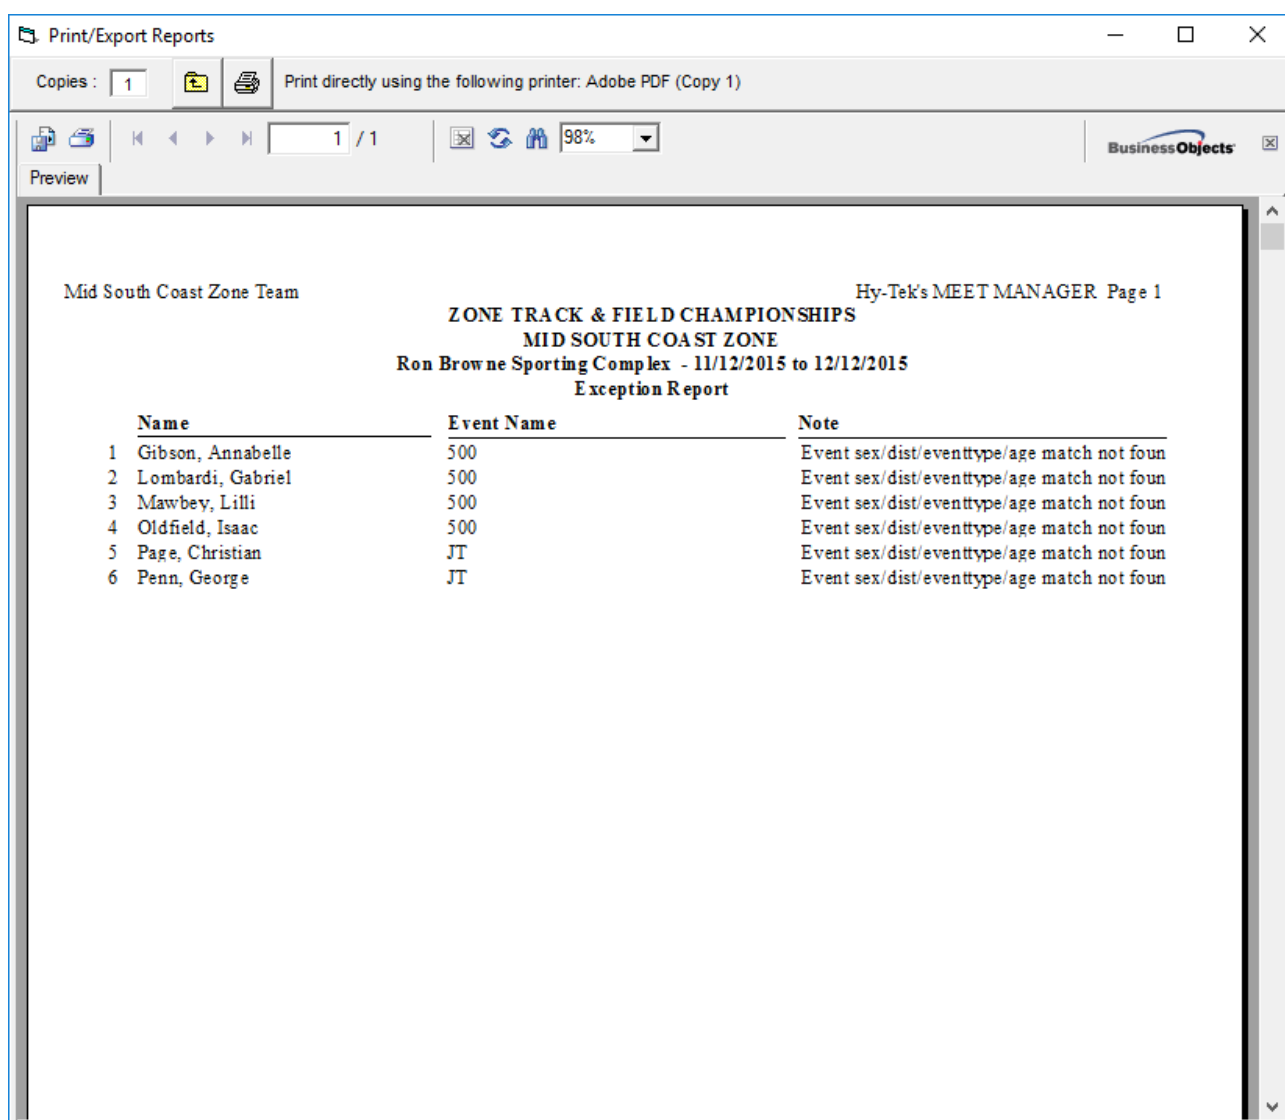 Print/Export Reports
Copies : 1 Print directly using the following printer: Adobe PDF (Copy 1)
1 / 1 98% BusinessObjects
Preview
Mid South Coast Zone Team Hy-Tek's MEET MANAGER Page 1
ZONE TRACK & FIELD CHAMPIONSHIPS
MID SOUTH COAST ZONE
Ron Browne Sporting Complex - 11/12/2015 to 12/12/2015
Exception Report
Name Event Name Note
1 Gibson, Annabelle 500 Event sex/dist/eventtype/age match not foun
2 Lombardi, Gabriel 500 Event sex/dist/eventtype/age match not foun
3 Mawbey, Lilli 500 Event sex/dist/eventtype/age match not foun
4 Oldfield, Isaac 500 Event sex/dist/eventtype/age match not foun
5 Page, Christian JT Event sex/dist/eventtype/age match not foun
6 Penn, George JT Event sex/dist/eventtype/age match not foun